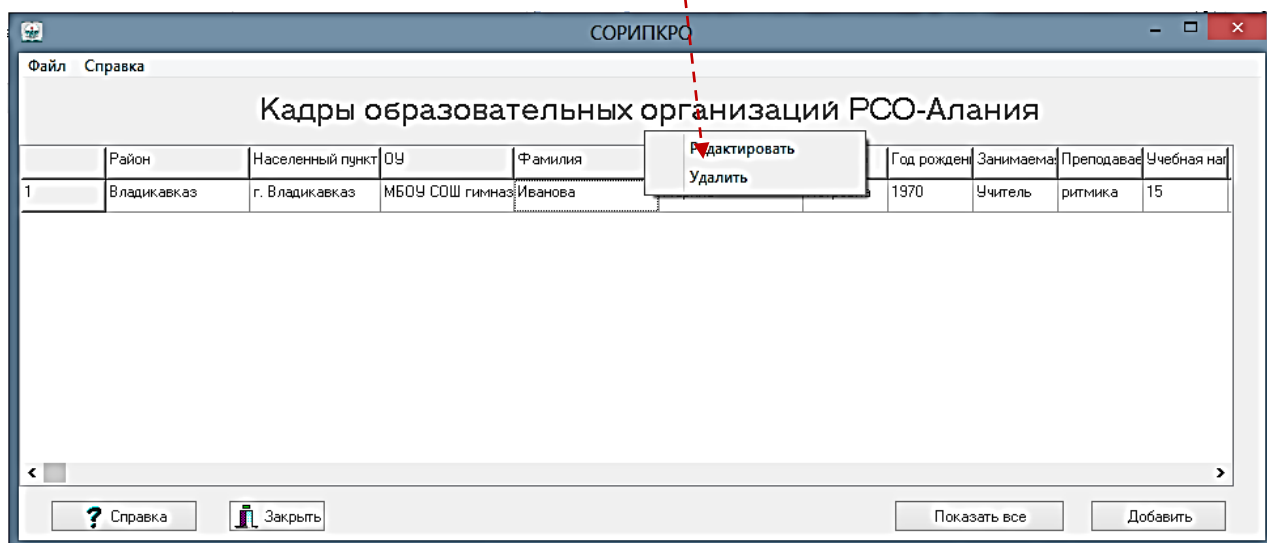 СОРИПКРО
Файл Справка
Кадры образовательных организаций РСО-Алания
Редактировать
Удалить
Район Населенный пункт ОУ Фамилия Год рождени Занимаема Преподавае Учебная наг
1 Владикавказ г. Владикавказ МБОУ СОШ гимназ Иванова 1970 Учитель ритмика 15
? Справка Закрыть Показать все Добавить